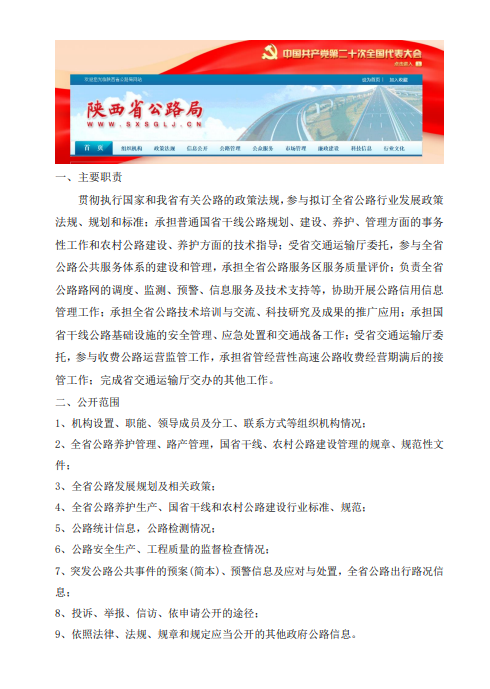 中国共产党第二十次全国代表大会
点击进入
欢迎您光临陕西省公路局网站
设为首页 | 加入收藏
陕西省公路局
WWW.SXSGLJ.CN
首 页 组织机构 政策法规 信息公开 公路管理 公众服务 市场管理 廉政建设 科技信息 行业文化
一、主要职责
贯彻执行国家和我省有关公路的政策法规,参与拟订全省公路行业发展政策
法规、规划和标准;承担普通国省干线公路规划、建设、养护、管理方面的事务
性工作和农村公路建设、养护方面的技术指导;受省交通运输厅委托,参与全省
公路公共服务体系的建设和管理,承担全省公路服务区服务质量评价;负责全省
公路路网的调度、监测、预警、信息服务及技术支持等,协助开展公路信用信息
管理工作;承担全省公路技术培训与交流、科技研究及成果的推广应用;承担国
省干线公路基础设施的安全管理、应急处置和交通战备工作;受省交通运输厅委
托,参与收费公路运营监管工作,承担省管经营性高速公路收费经营期满后的接
管工作;完成省交通运输厅交办的其他工作。
二、公开范围
1、机构设置、职能、领导成员及分工、联系方式等组织机构情况;
2、全省公路养护管理、路产管理,国省干线、农村公路建设管理的规章、规范性文
件;
3、全省公路发展规划及相关政策;
4、全省公路养护生产、国省干线和农村公路建设行业标准、规范;
5、公路统计信息,公路检测情况;
6、公路安全生产、工程质量的监督检查情况;
7、突发公路公共事件的预案(简本)、预警信息及应对与处置,全省公路出行路况信
息;
8、投诉、举报、信访、依申请公开的途径;
9、依照法律、法规、规章和规定应当公开的其他政府公路信息。